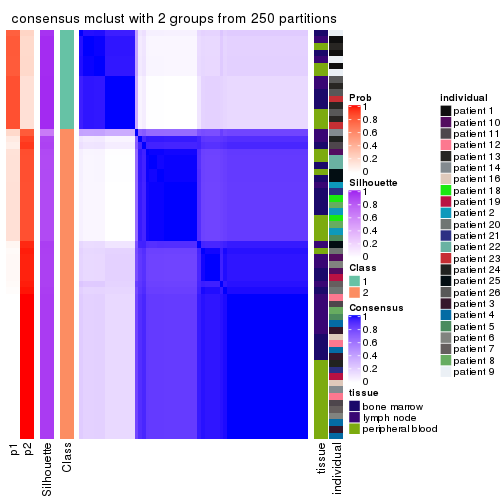 consensus mclust with 2 groups from 250 partitions
Prob
1
0.8
0.6
0.4
0.2
0
Silhouette
1
0.8
0.6
0.4
0.2
0
Class
1
2
Consensus
1
0.8
0.6
0.4
0.2
0
tissue
bone marrow
lymph node
peripheral blood
individual
patient 1
patient 10
patient 11
patient 12
patient 13
patient 14
patient 16
patient 18
patient 19
patient 2
patient 20
patient 21
patient 22
patient 23
patient 24
patient 25
patient 26
patient 3
patient 4
patient 5
patient 6
patient 7
patient 8
patient 9
p1
p2
Silhouette
Class
tissue
individual